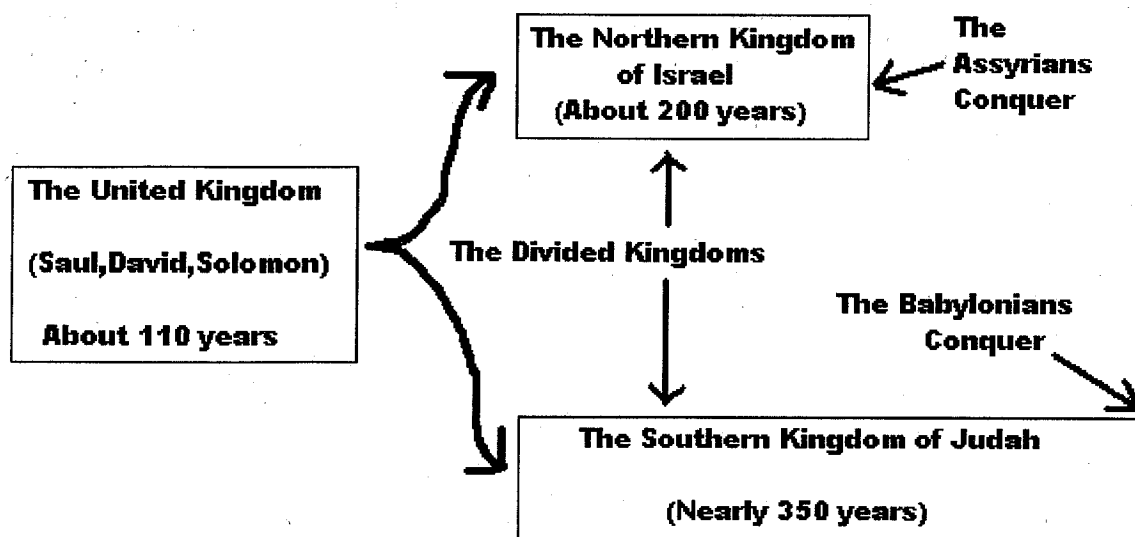 The United Kingdom
(Saul,David,Solomon)
About 110 years
The Northern Kingdom
of Israel
(About 200 years)
The
Assyrians
Conquer
The Divided Kingdoms
The Babylonians
Conquer
The Southern Kingdom of Judah
(Nearly 350 years)